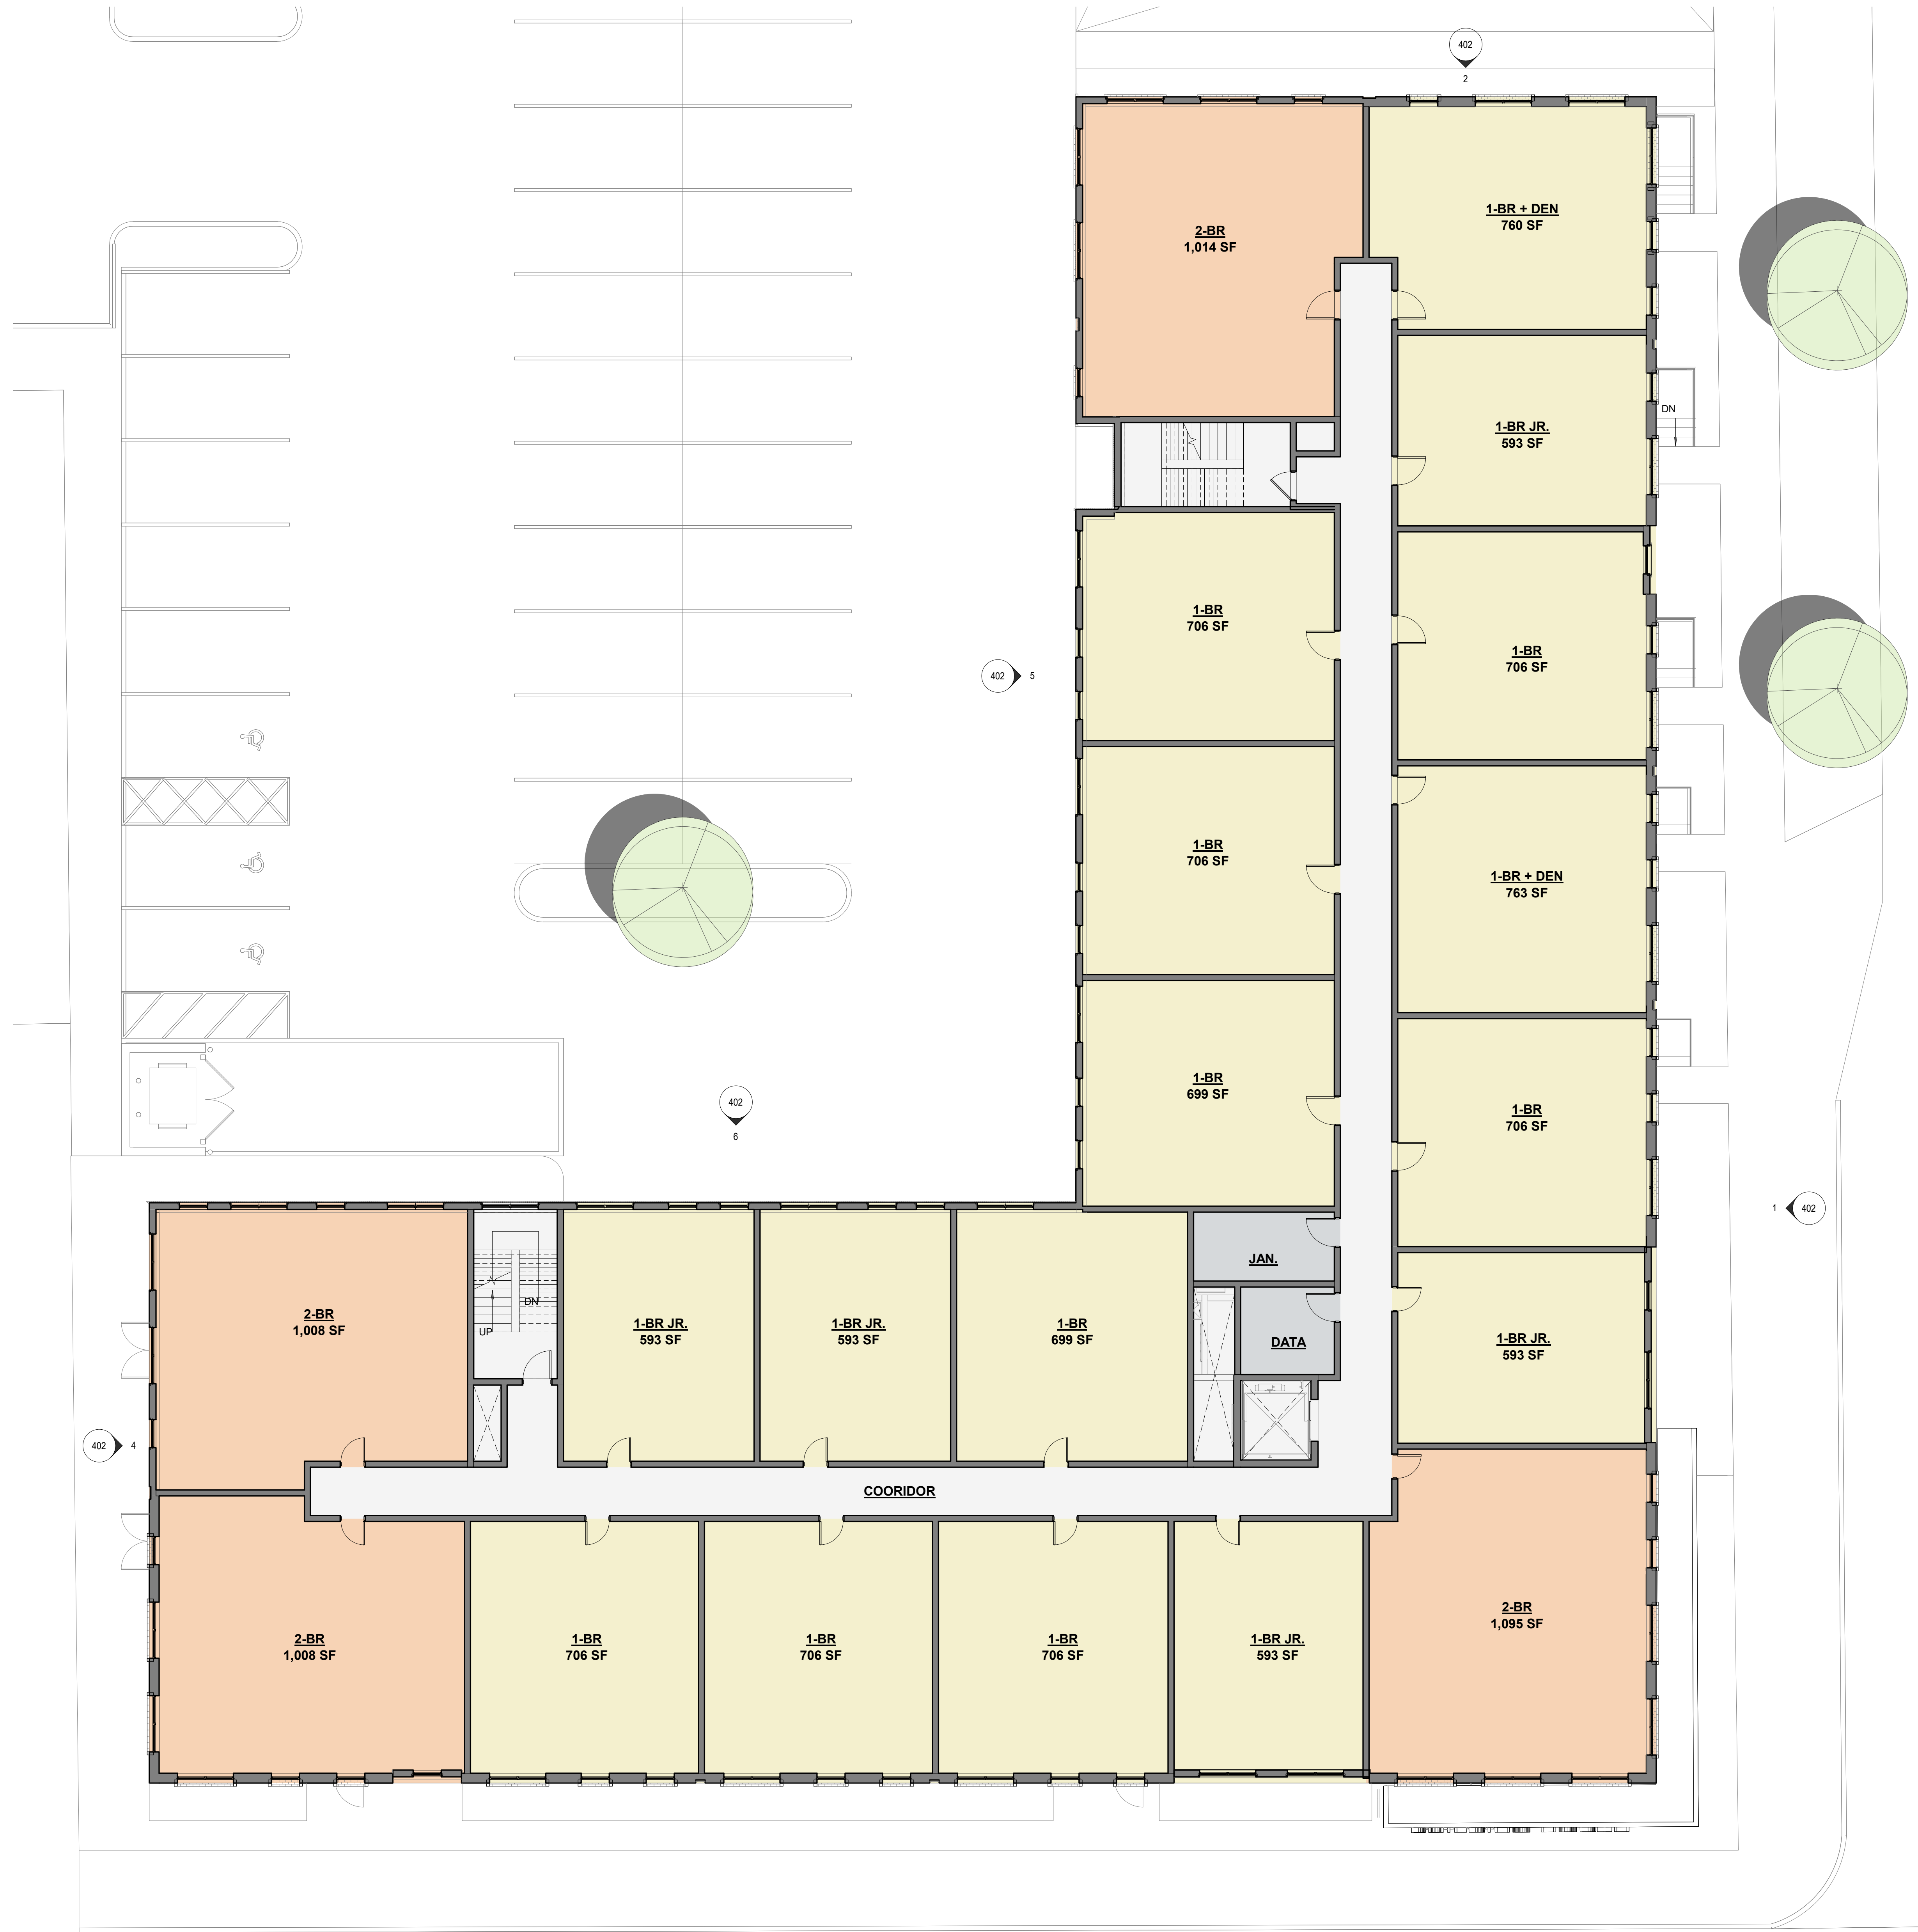 402
2
2-BR
1,014 SF
1-BR + DEN
760 SF
1-BR JR.
593 SF
DN
1-BR
706 SF
1-BR
706 SF
402
5
1-BR
706 SF
1-BR + DEN
763 SF
1-BR
699 SF
1-BR
706 SF
402
6
1
402
JAN.
DATA
2-BR
1,008 SF
DN
UP
1-BR JR.
593 SF
1-BR JR.
593 SF
1-BR
699 SF
1-BR JR.
593 SF
402
4
COORIDOR
2-BR
1,008 SF
1-BR
706 SF
1-BR
706 SF
1-BR
706 SF
1-BR JR.
593 SF
2-BR
1,095 SF